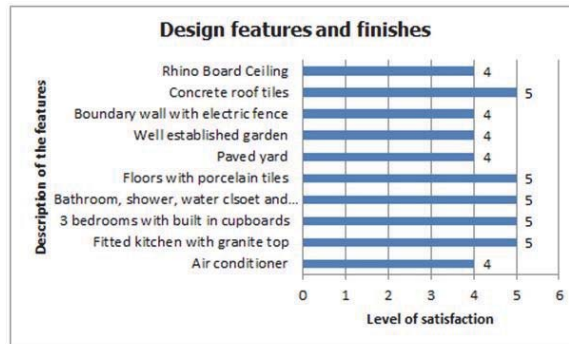 Design features and finishes
Description of the features
Rhino Board Ceiling 4
Concrete roof tiles 5
Boundary wall with electric fence 4
Well established garden 4
Paved yard 4
Floors with porcelain tiles 5
Bathroom, shower, water clsoet and... 5
3 bedrooms with built in cupboards 5
Fitted kitchen with granite top 5
Air conditioner 4
0 1 2 3 4 5 6
Level of satisfaction